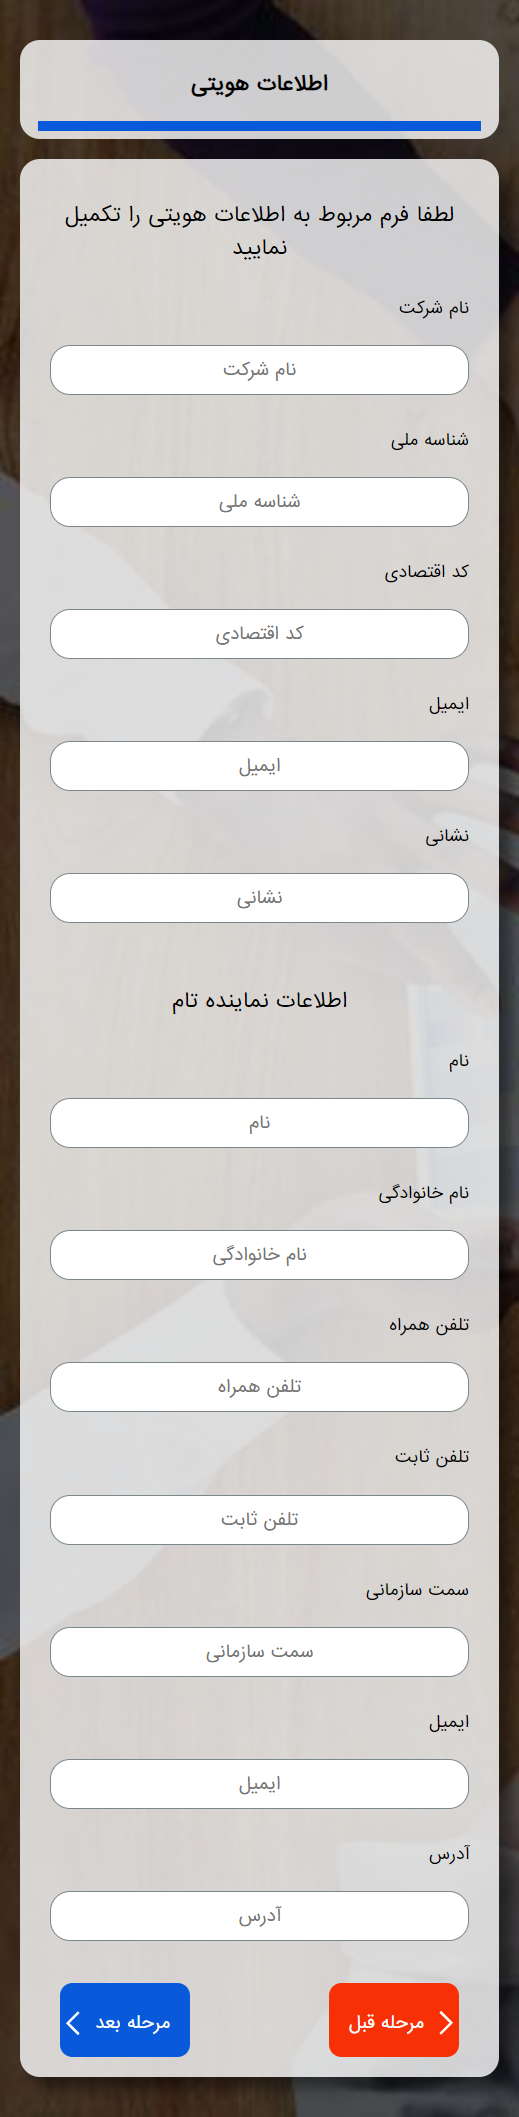 اطلاعات هویتی
لطفا فرم مربوط به اطلاعات هویتی را تکمیل
نمایید
نام شرکت
نام شرکت
شناسه ملی
شناسه ملی
کد اقتصادی
کد اقتصادی
ایمیل
ایمیل
نشانی
نشانی
اطلاعات نماینده تام
نام
نام
نام خانوادگی
نام خانوادگی
تلفن همراه
تلفن همراه
تلفن ثابت
تلفن ثابت
سمت سازمانی
سمت سازمانی
ایمیل
ایمیل
آدرس
آدرس
مرحله قبل
مرحله بعد